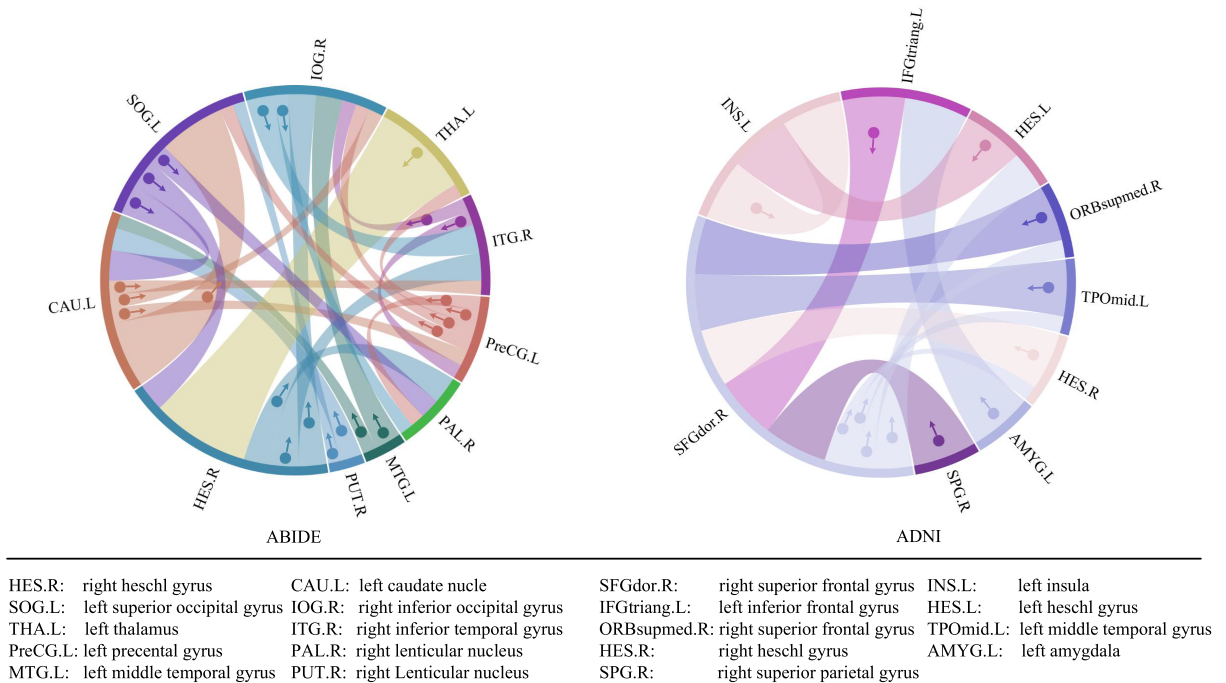 IOG.R
SOG.L
THA.L
ITG.R
CAU.L
PreCG.L
PAL.R
MTG.L
PUT.R
HES.R
ABIDE
IFGtriang.L
INS.L
HES.L
ORBsupmed.R
TPOmid.L
HES.R
AMYG.L
SPG.R
SFGdor.R
ADNI
HES.R: right heschl gyrus CAU.L: left caudate nucle SFGdor.R: right superior frontal gyrus INS.L: left insula
SOG.L: left superior occipital gyrus IOG.R: right inferior occipital gyrus IFGtriang.L: left inferior frontal gyrus HES.L: left heschl gyrus
THA.L: left thalamus ITG.R: right inferior temporal gyrus ORBsupmed.R: right superior frontal gyrus TPOmid.L: left middle temporal gyrus
PreCG.L: left precental gyrus PAL.R: right lenticular nucleus HES.R: right heschl gyrus AMYG.L: left amygdala
MTG.L: left middle temporal gyrus PUT.R: right Lenticular nucleus SPG.R: right superior parietal gyrus